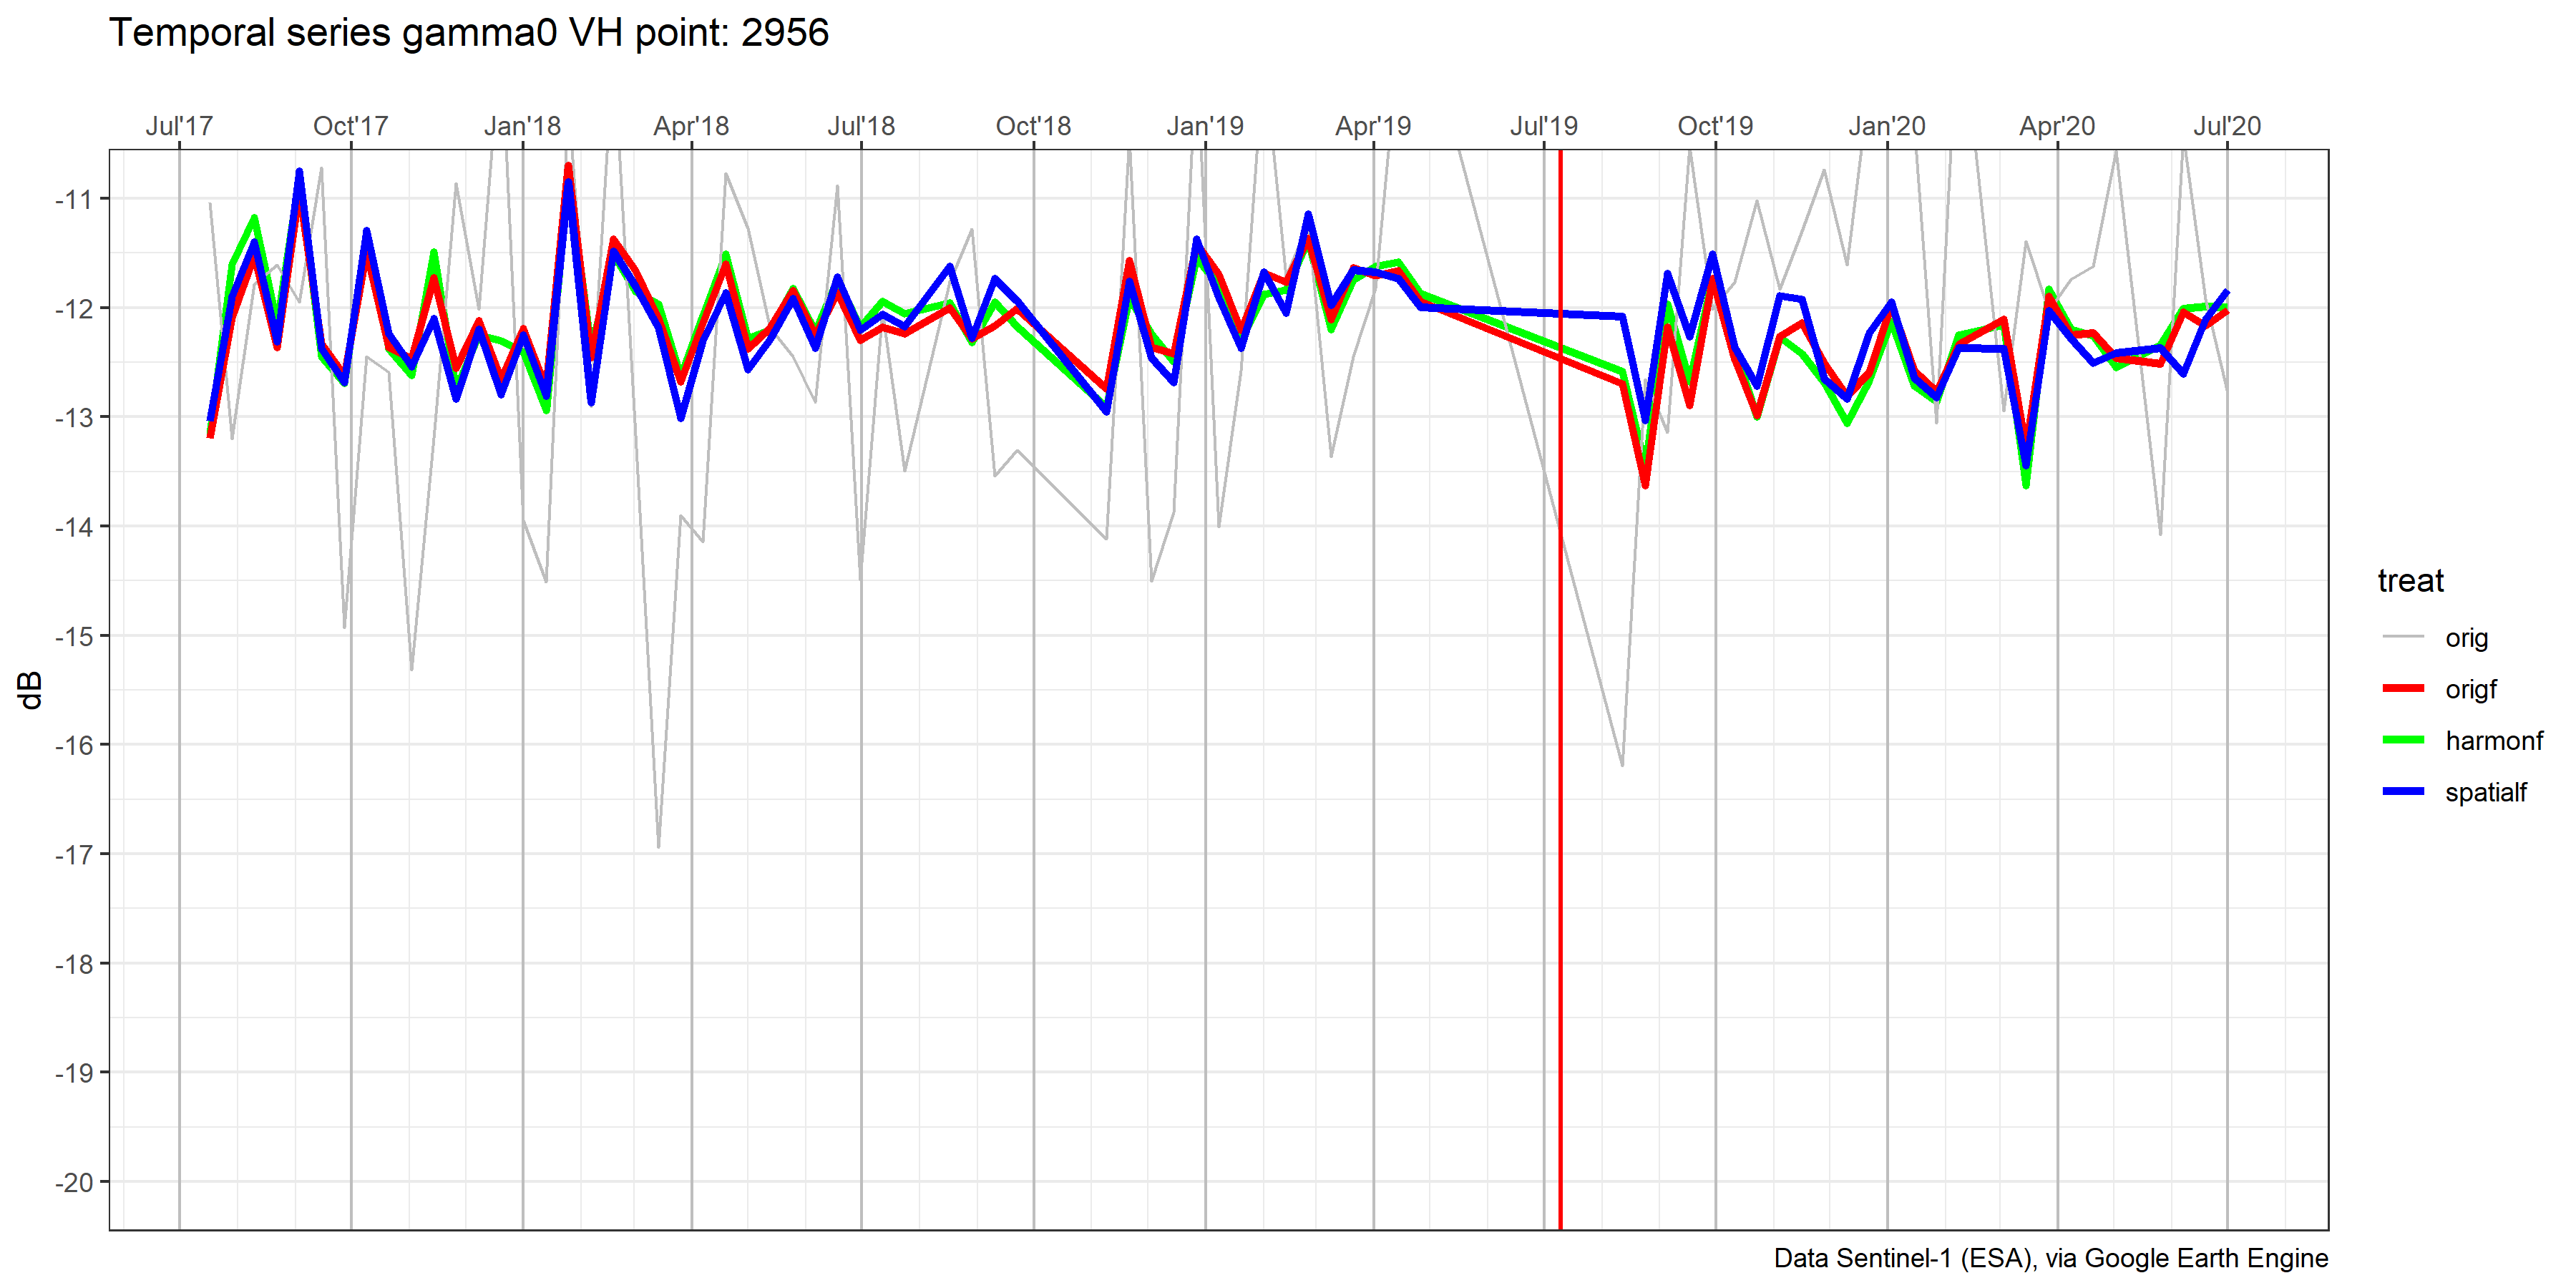 Temporal series gamma0 VH point: 2956
Jul'17 Oct'17 Jan'18 Apr'18 Jul'18 Oct'18 Jan'19 Apr'19 Jul'19 Oct'19 Jan'20 Apr'20 Jul'20
-11
-12
-13
-14
-15
-16
-17
-18
-19
-20
dB
treat
orig
origf
harmonf
spatialf
Data Sentinel-1 (ESA), via Google Earth Engine